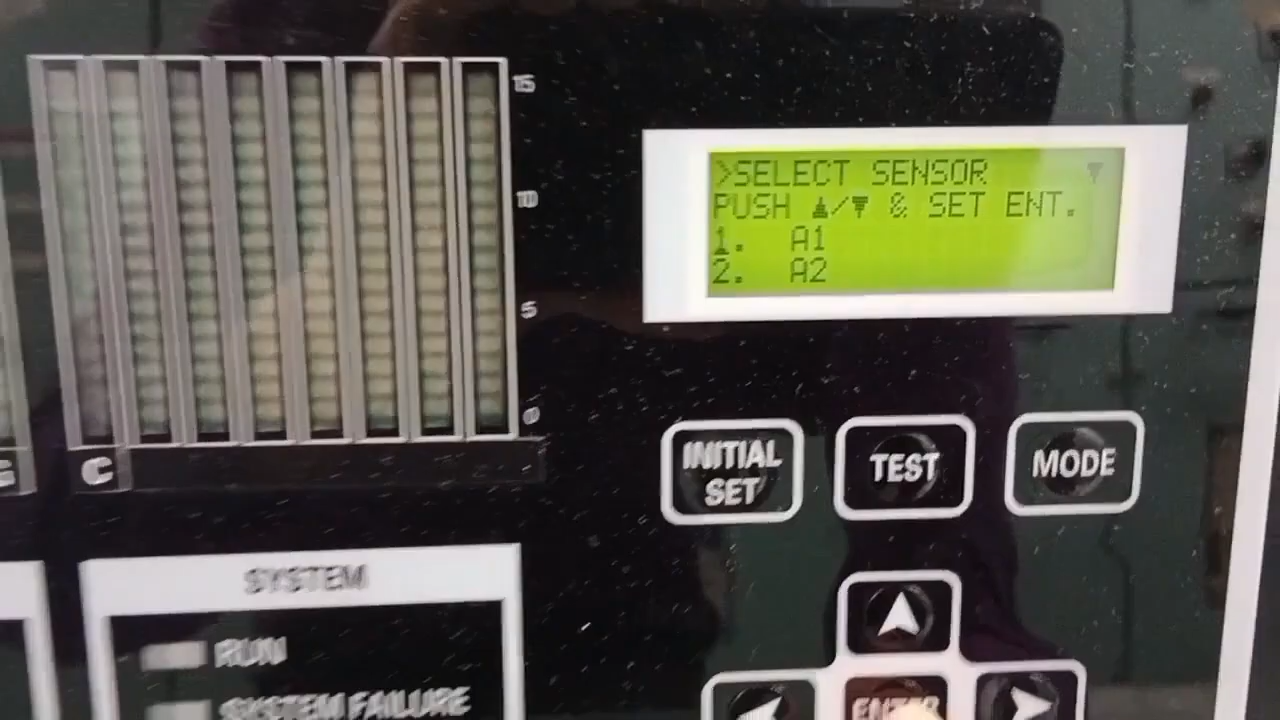 15
10
5
0
>SELECT SENSOR ▼
PUSH ▲/▼ & SET ENT.
1. A1
2. A2
INITIAL
SET
TEST
MODE
C
SYSTEM
RUN
SYSTEM FAILURE
ENTER